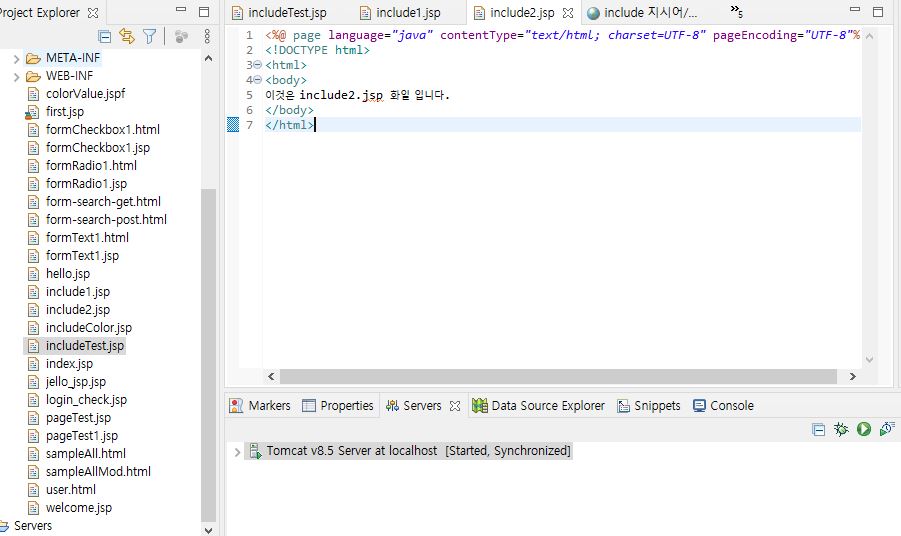 Project Explorer
META-INF
WEB-INF
colorValue.jspf
first.jsp
formCheckbox1.html
formCheckbox1.jsp
formRadio1.html
formRadio1.jsp
form-search-get.html
form-search-post.html
formText1.html
formText1.jsp
hello.jsp
include1.jsp
include2.jsp
includeColor.jsp
includeTest.jsp
index.jsp
jello_jsp.jsp
login_check.jsp
pageTest.jsp
pageTest1.jsp
sampleAll.html
sampleAllMod.html
user.html
welcome.jsp
Servers
includeTest.jsp include1.jsp include2.jsp include 지시어/... »5
1 <%@ page language="java" contentType="text/html; charset=UTF-8" pageEncoding="UTF-8"%
2 <!DOCTYPE html>
3 <html>
4 <body>
5 이것은 include2.jsp 화일 입니다.
6 </body>
7 </html>
Markers Properties Servers Data Source Explorer Snippets Console
Tomcat v8.5 Server at localhost [Started, Synchronized]